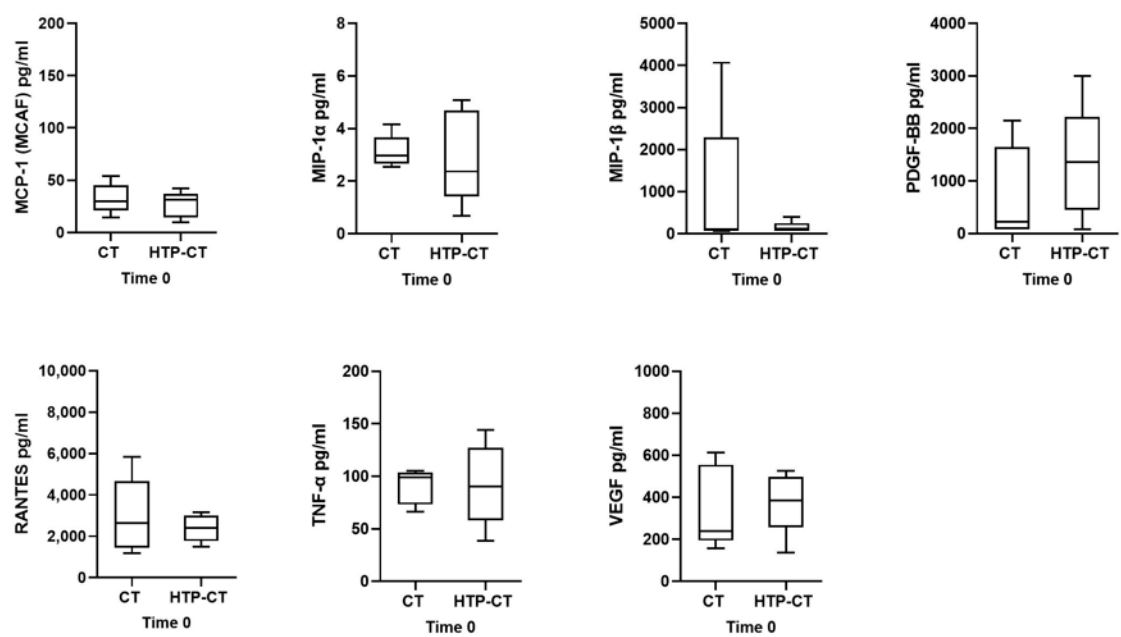 MCP-1 (MCAF) pg/ml
200
150
100
50
0
CT HTP-CT
Time 0
MIP-1α pg/ml
8
6
4
2
0
CT HTP-CT
Time 0
MIP-1β pg/ml
5000
4000
3000
2000
1000
0
CT HTP-CT
Time 0
PDGF-BB pg/ml
4000
3000
2000
1000
0
CT HTP-CT
Time 0
RANTES pg/ml
10,000
8,000
6,000
4,000
2,000
0
CT HTP-CT
Time 0
TNF-α pg/ml
200
150
100
50
0
CT HTP-CT
Time 0
VEGF pg/ml
1000
800
600
400
200
0
CT HTP-CT
Time 0